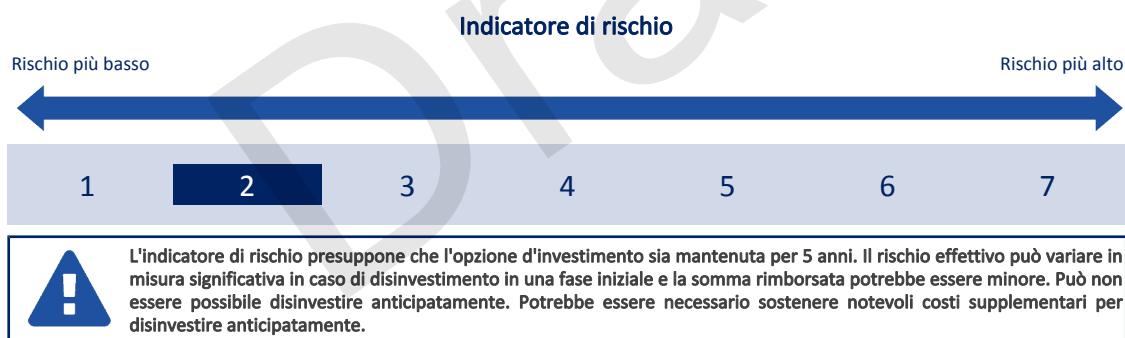 Indicatore di rischio
Rischio più basso
Rischio più alto
1 2 3 4 5 6 7
L'indicatore di rischio presuppone che l'opzione d'investimento sia mantenuta per 5 anni. Il rischio effettivo può variare in
misura significativa in caso di disinvestimento in una fase iniziale e la somma rimborsata potrebbe essere minore. Può non
essere possibile disinvestire anticipatamente. Potrebbe essere necessario sostenere notevoli costi supplementari per
disinvestire anticipatamente.